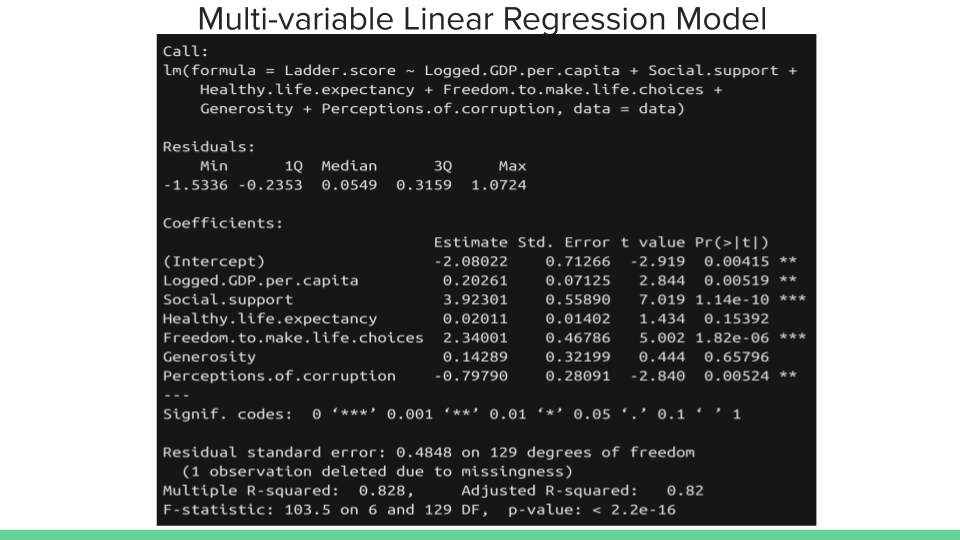 Multi-variable Linear Regression Model
Call:
lm(formula = Ladder.score ~ Logged.GDP.per.capita + Social.support +
    Healthy.life.expectancy + Freedom.to.make.life.choices +
    Generosity + Perceptions.of.corruption, data = data)
Residuals:
    Min      1Q  Median      3Q     Max
-1.5336 -0.2353  0.0549  0.3159  1.0724
Coefficients:
                             Estimate Std. Error t value Pr(>|t|)
(Intercept)                  -2.08022    0.71266  -2.919  0.00415 **
Logged.GDP.per.capita         0.20261    0.07125   2.844  0.00519 **
Social.support                3.92301    0.55890   7.019 1.14e-10 ***
Healthy.life.expectancy       0.02011    0.01402   1.434  0.15392
Freedom.to.make.life.choices  2.34001    0.46786   5.002 1.82e-06 ***
Generosity                    0.14289    0.32199   0.444  0.65796
Perceptions.of.corruption    -0.79790    0.28091  -2.840  0.00524 **
---
Signif. codes:  0 ‘***’ 0.001 ‘**’ 0.01 ‘*’ 0.05 ‘.’ 0.1 ‘ ’ 1
Residual standard error: 0.4848 on 129 degrees of freedom
  (1 observation deleted due to missingness)
Multiple R-squared:  0.828,     Adjusted R-squared:   0.82
F-statistic: 103.5 on 6 and 129 DF,  p-value: < 2.2e-16